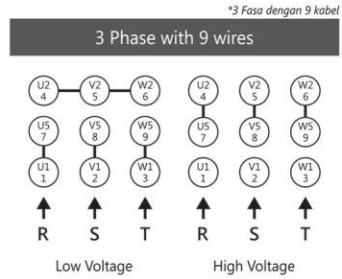 *3 Fasa dengan 9 kabel
3 Phase with 9 wires
U2 V2 W2 U2 V2 W2
4 5 6 4 5 6
U5 V5 W5 U5 V5 W5
7 8 9 7 8 9
U1 V1 W1 U1 V1 W1
1 2 3 1 2 3
R S T R S T
Low Voltage High Voltage